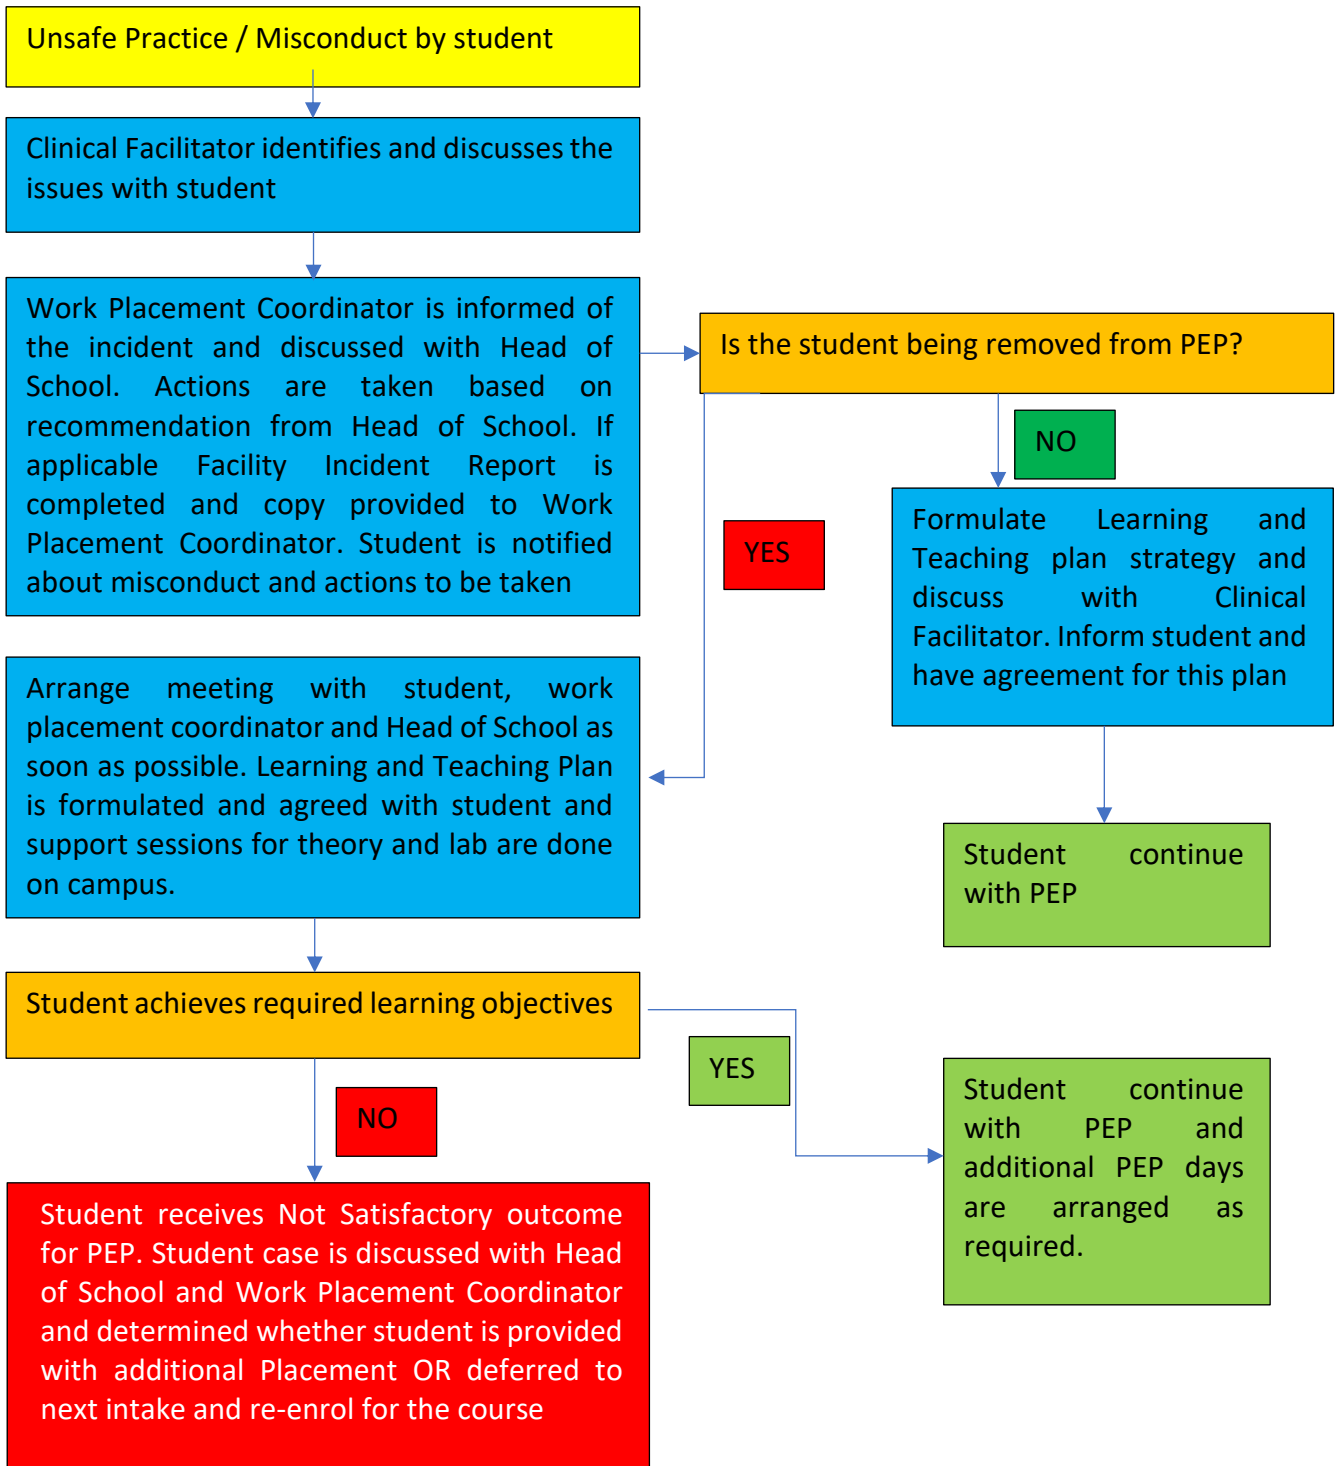 Unsafe Practice / Misconduct by student
Clinical Facilitator identifies and discusses the
issues with student
Work Placement Coordinator is informed of
the incident and discussed with Head of
School. Actions are taken based on
recommendation from Head of School. If
applicable Facility Incident Report is
completed and copy provided to Work
Placement Coordinator. Student is notified
about misconduct and actions to be taken
Is the student being removed from PEP?
NO
YES
Formulate Learning and
Teaching plan strategy and
discuss with Clinical
Facilitator. Inform student and
have agreement for this plan
Arrange meeting with student, work
placement coordinator and Head of School as
soon as possible. Learning and Teaching Plan
is formulated and agreed with student and
support sessions for theory and lab are done
on campus.
Student continue
with PEP
Student achieves required learning objectives
YES
NO
Student continue
with PEP and
additional PEP days
are arranged as
required.
Student receives Not Satisfactory outcome
for PEP. Student case is discussed with Head
of School and Work Placement Coordinator
and determined whether student is provided
with additional Placement OR deferred to
next intake and re-enrol for the course